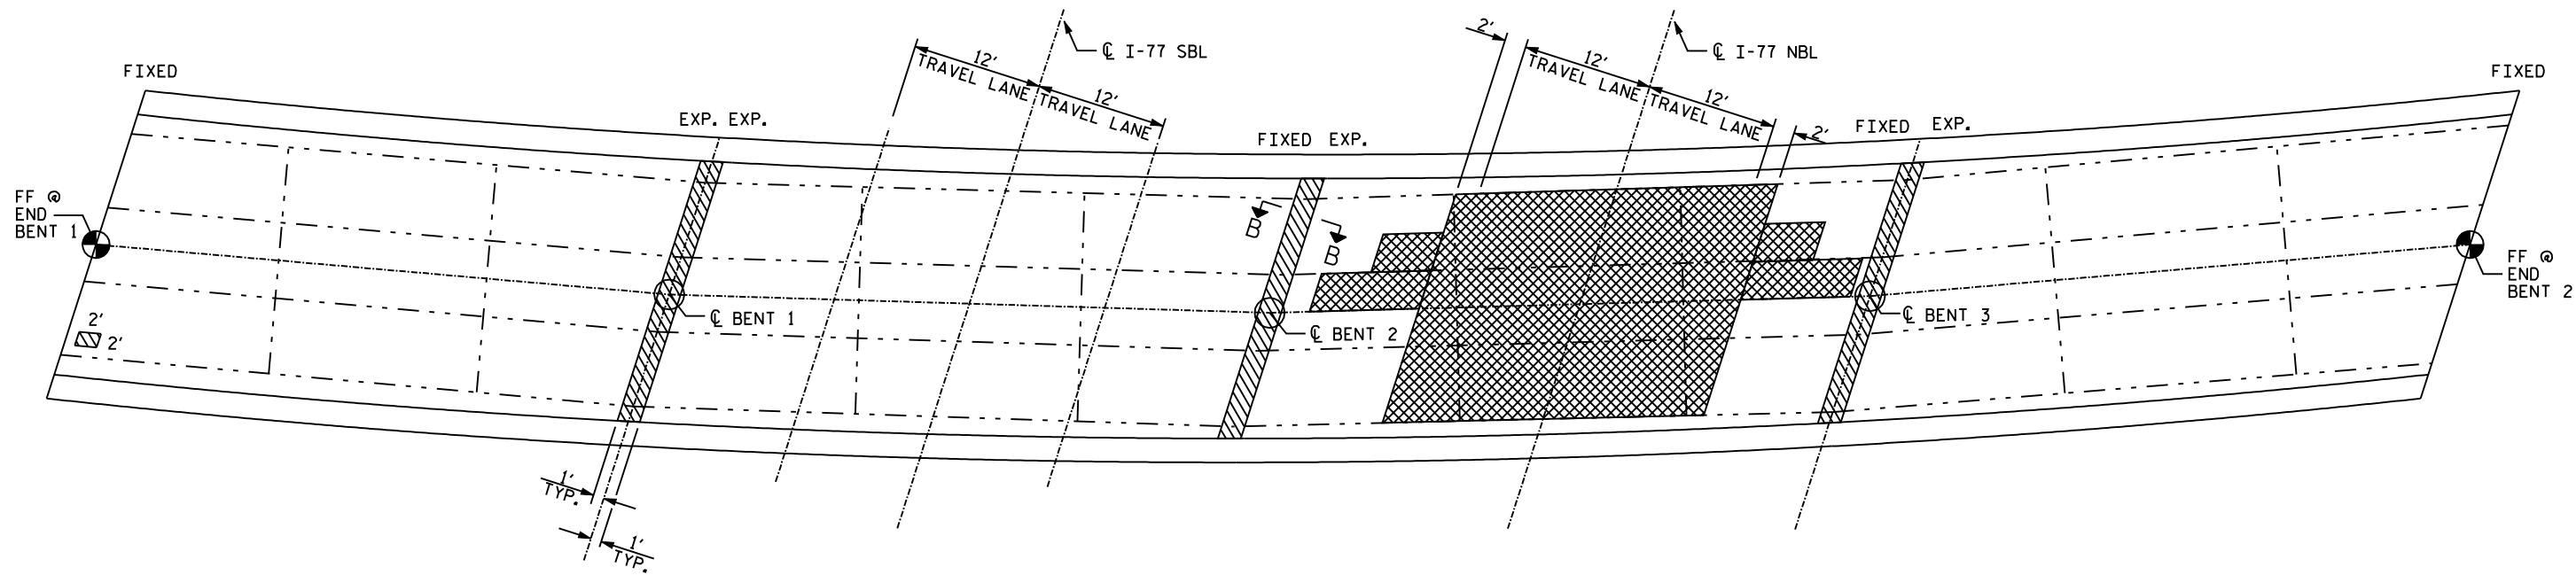 FIXED
FF @
END
BENT 1
2'
2'
EXP. EXP.
℄ BENT 1
1'
TYP.
1'
TYP.
12'
TRAVEL LANE
12'
TRAVEL LANE
℄ I-77 SBL
FIXED EXP.
B
B
℄ BENT 2
2'
12'
TRAVEL LANE
12'
TRAVEL LANE
2'
℄ I-77 NBL
FIXED EXP.
℄ BENT 3
FIXED
FF @
END
BENT 2